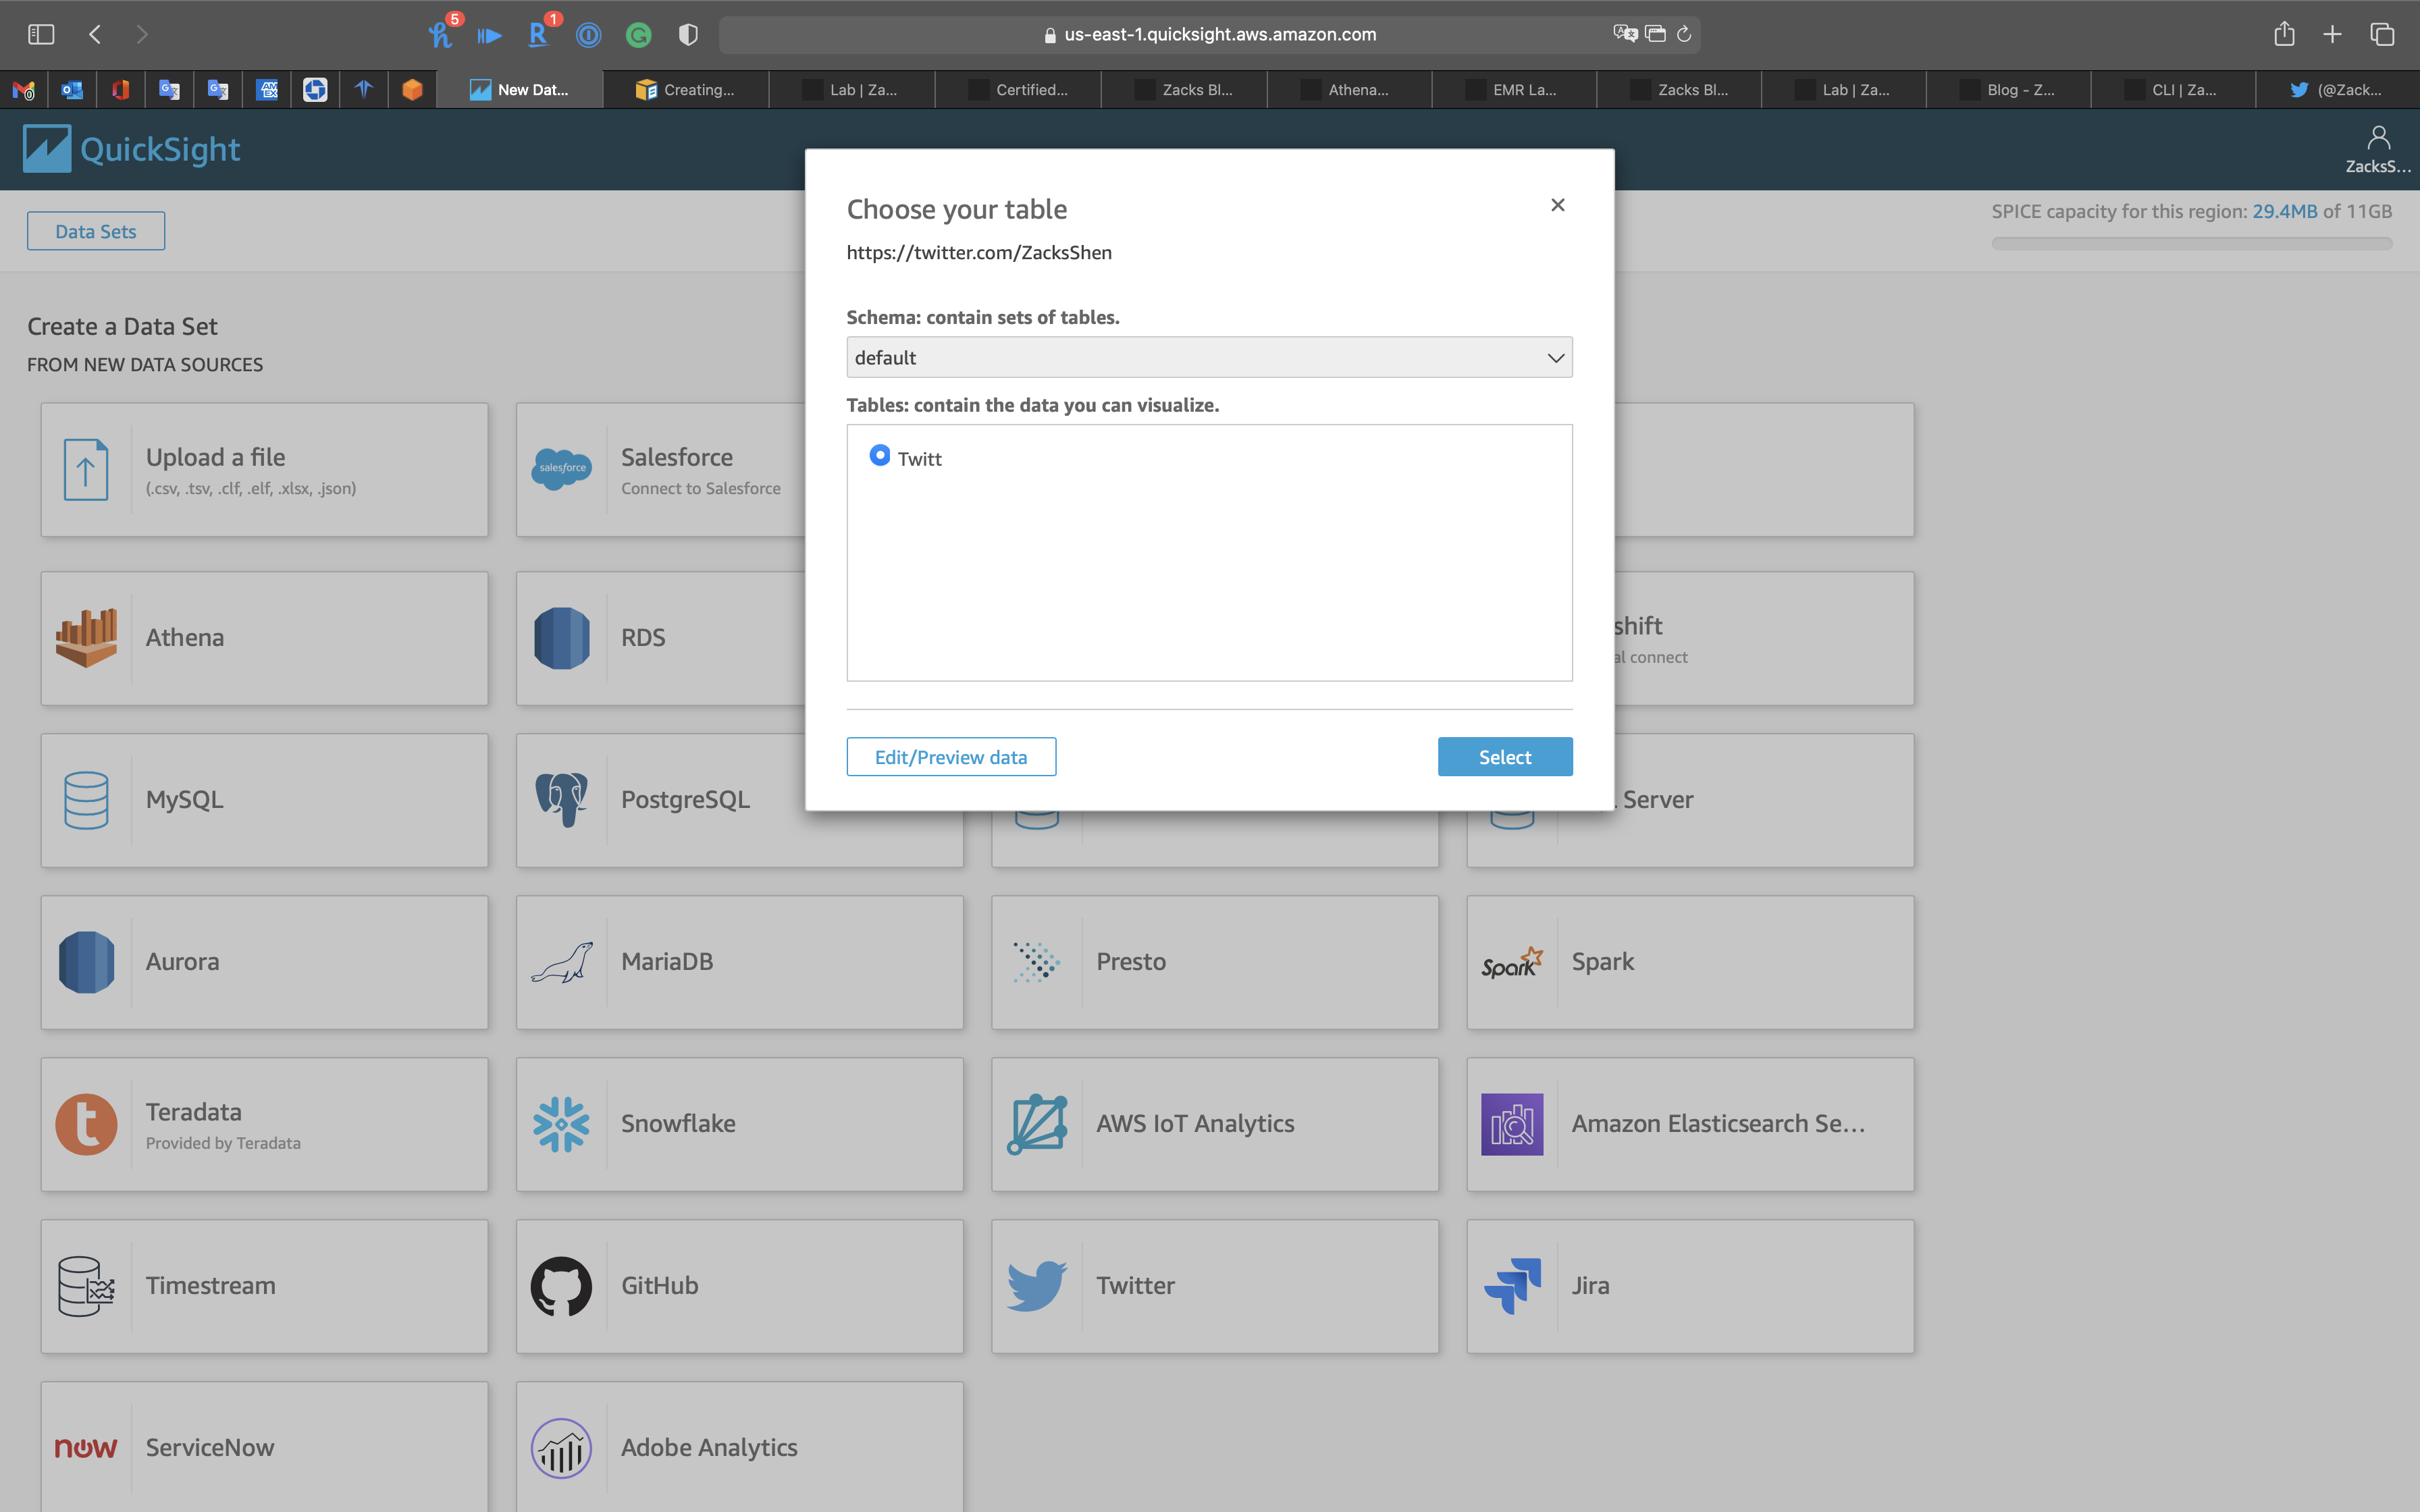 5
1
us-east-1.quicksight.aws.amazon.com
New Dat...
Creating...
Lab | Za...
Certified...
Zacks Bl...
Athena...
EMR La...
Zacks Bl...
Lab | Za...
Blog - Z...
CLI | Za...
(@Zack...
QuickSight
ZacksS...
Data Sets
SPICE capacity for this region: 29.4MB of 11GB
Choose your table
https://twitter.com/ZacksShen
Schema: contain sets of tables.
default
Tables: contain the data you can visualize.
Twitt
Edit/Preview data
Select
Create a Data Set
FROM NEW DATA SOURCES
Upload a file
(.csv, .tsv, .clf, .elf, .xlsx, .json)
salesforce
Salesforce
Connect to Salesforce
Athena
RDS
shift
al connect
MySQL
PostgreSQL
Server
Aurora
MariaDB
Presto
Spark
Spark
t
Teradata
Provided by Teradata
Snowflake
AWS IoT Analytics
Amazon Elasticsearch Se...
Timestream
GitHub
Twitter
Jira
now
ServiceNow
Adobe Analytics